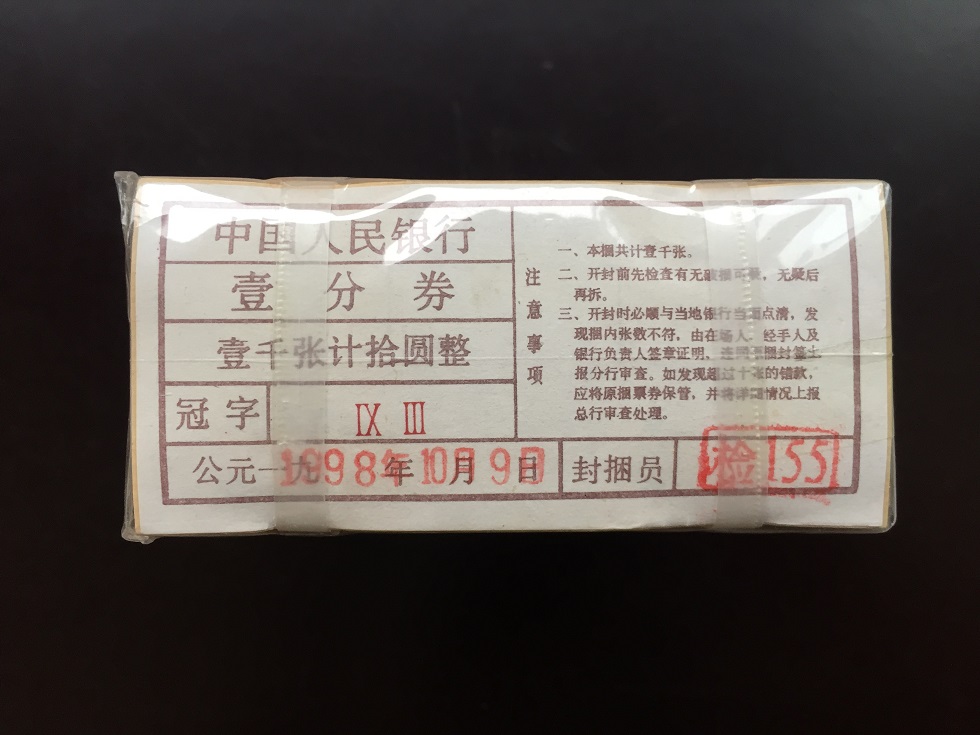 中国人民银行
壹分券
壹千张计拾圆整
冠字
IX III
公元一九 年 月 日
1998年10月9日
封捆员
检155
注意事项
一、本捆共计壹千张。
二、开封前先检查有无破捆可疑，无疑后
再拆。
三、开封时必顺与当地银行当面点清，发
现捆内张数不符，由在场人、经手人及
银行负责人签章证明，连同原捆封签上
报分行审查。如发现超过十张的错款，
应将原捆票券保管，并将详细情况上报
总行审查处理。